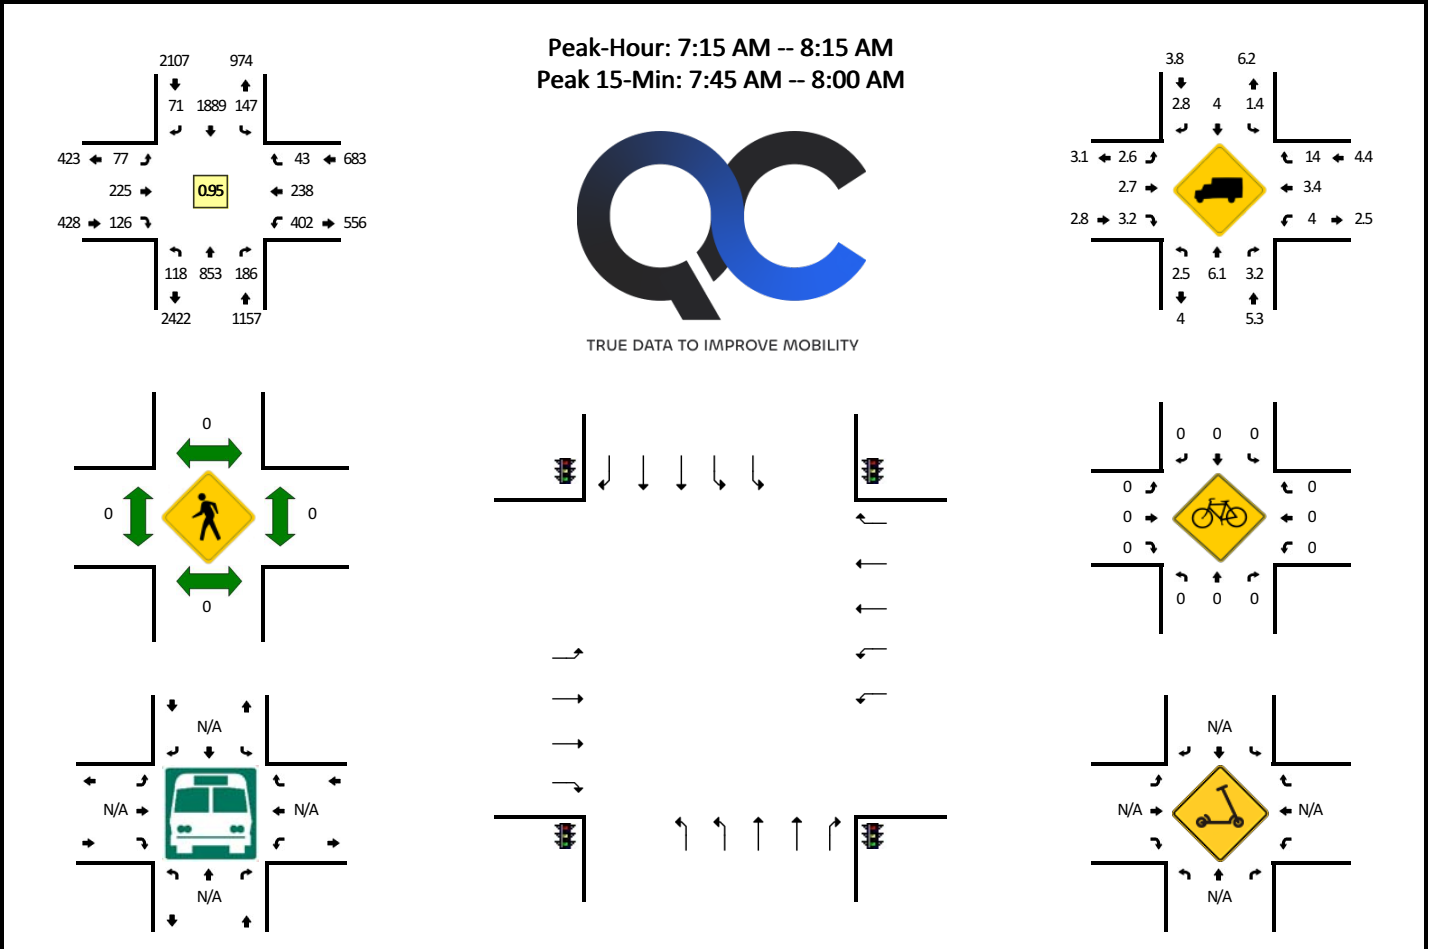 Peak-Hour: 7:15 AM -- 8:15 AM
Peak 15-Min: 7:45 AM -- 8:00 AM
2107 974
71 1889 147
423 77 43 683
225 0.95 238
428 126 402 556
118 853 186
2422 1157
QC
TRUE DATA TO IMPROVE MOBILITY
3.8 6.2
2.8 4 1.4
3.1 2.6 14 4.4
2.7 3.4
2.8 3.2 4 2.5
2.5 6.1 3.2
4 5.3
0
0 0
0
0 0 0
0 0
0 0
0 0
0 0 0
N/A
N/A N/A
N/A
N/A
N/A N/A
N/A